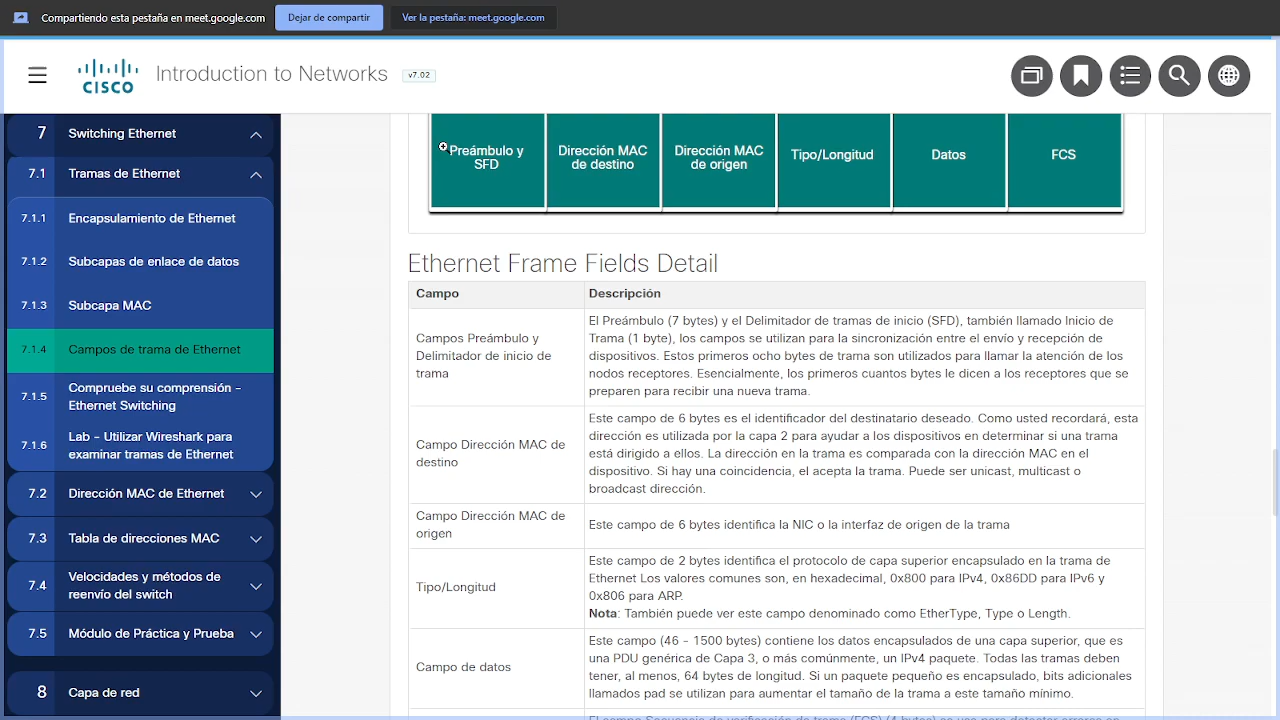 Compartiendo esta pestaña en meet.google.com
Dejar de compartir
Ver la pestaña: meet.google.com
CISCO
Introduction to Networks
v7.02
7 Switching Ethernet
7.1 Tramas de Ethernet
7.1.1 Encapsulamiento de Ethernet
7.1.2 Subcapas de enlace de datos
7.1.3 Subcapa MAC
7.1.4 Campos de trama de Ethernet
7.1.5 Compruebe su comprensión -
Ethernet Switching
7.1.6 Lab - Utilizar Wireshark para
examinar tramas de Ethernet
7.2 Dirección MAC de Ethernet
7.3 Tabla de direcciones MAC
7.4 Velocidades y métodos de
reenvío del switch
7.5 Módulo de Práctica y Prueba
8 Capa de red
Preámbulo y
SFD
Dirección MAC
de destino
Dirección MAC
de origen
Tipo/Longitud
Datos
FCS
Ethernet Frame Fields Detail
Campo
Descripción
Campos Preámbulo y
Delimitador de inicio de
trama
El Preámbulo (7 bytes) y el Delimitador de tramas de inicio (SFD), también llamado Inicio de
Trama (1 byte), los campos se utilizan para la sincronización entre el envío y recepción de
dispositivos. Estos primeros ocho bytes de trama son utilizados para llamar la atención de los
nodos receptores. Esencialmente, los primeros cuantos bytes le dicen a los receptores que se
preparen para recibir una nueva trama.
Campo Dirección MAC de
destino
Este campo de 6 bytes es el identificador del destinatario deseado. Como usted recordará, esta
dirección es utilizada por la capa 2 para ayudar a los dispositivos en determinar si una trama
está dirigido a ellos. La dirección en la trama es comparada con la dirección MAC en el
dispositivo. Si hay una coincidencia, el acepta la trama. Puede ser unicast, multicast o
broadcast dirección.
Campo Dirección MAC de
origen
Este campo de 6 bytes identifica la NIC o la interfaz de origen de la trama
Tipo/Longitud
Este campo de 2 bytes identifica el protocolo de capa superior encapsulado en la trama de
Ethernet Los valores comunes son, en hexadecimal, 0x800 para IPv4, 0x86DD para IPv6 y
0x806 para ARP.
Nota: También puede ver este campo denominado como EtherType, Type o Length.
Campo de datos
Este campo (46 - 1500 bytes) contiene los datos encapsulados de una capa superior, que es
una PDU genérica de Capa 3, o más comúnmente, un IPv4 paquete. Todas las tramas deben
tener, al menos, 64 bytes de longitud. Si un paquete pequeño es encapsulado, bits adicionales
llamados pad se utilizan para aumentar el tamaño de la trama a este tamaño mínimo.